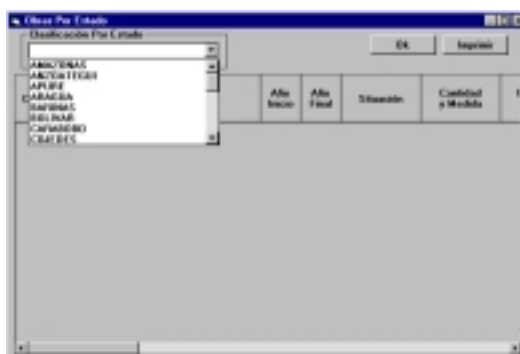 Obras Por Estado
Clasificación Por Estado
Ok
Imprimir
AMAZONAS
ANZOATEGUI
APURE
ARAGUA
BARINAS
BOLIVAR
CARABOBO
COJEDES
Año
Inicio
Año
Final
Situación
Cantidad
y Medida